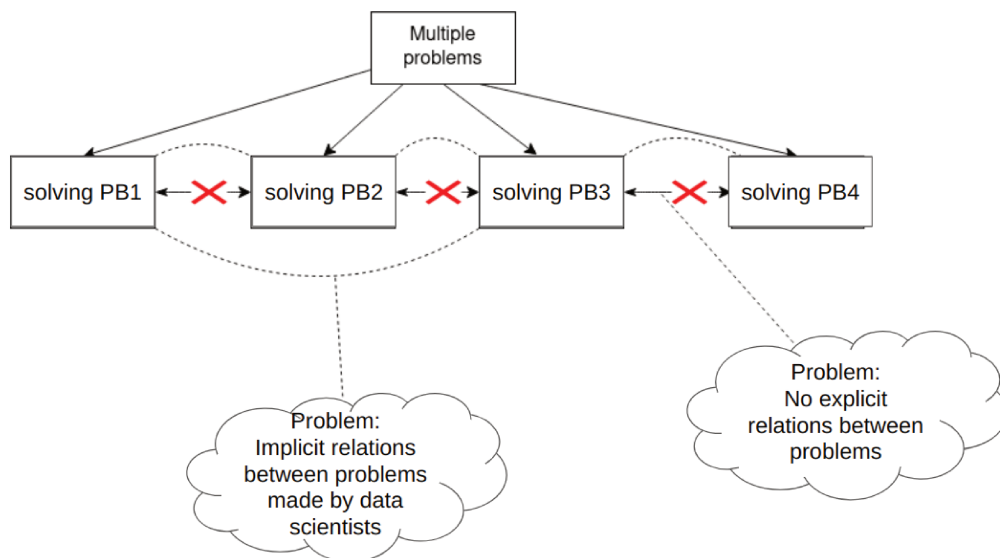 Multiple
problems
solving PB1
solving PB2
solving PB3
solving PB4
Problem:
No explicit
relations between
problems
Problem:
Implicit relations
between problems
made by data
scientists